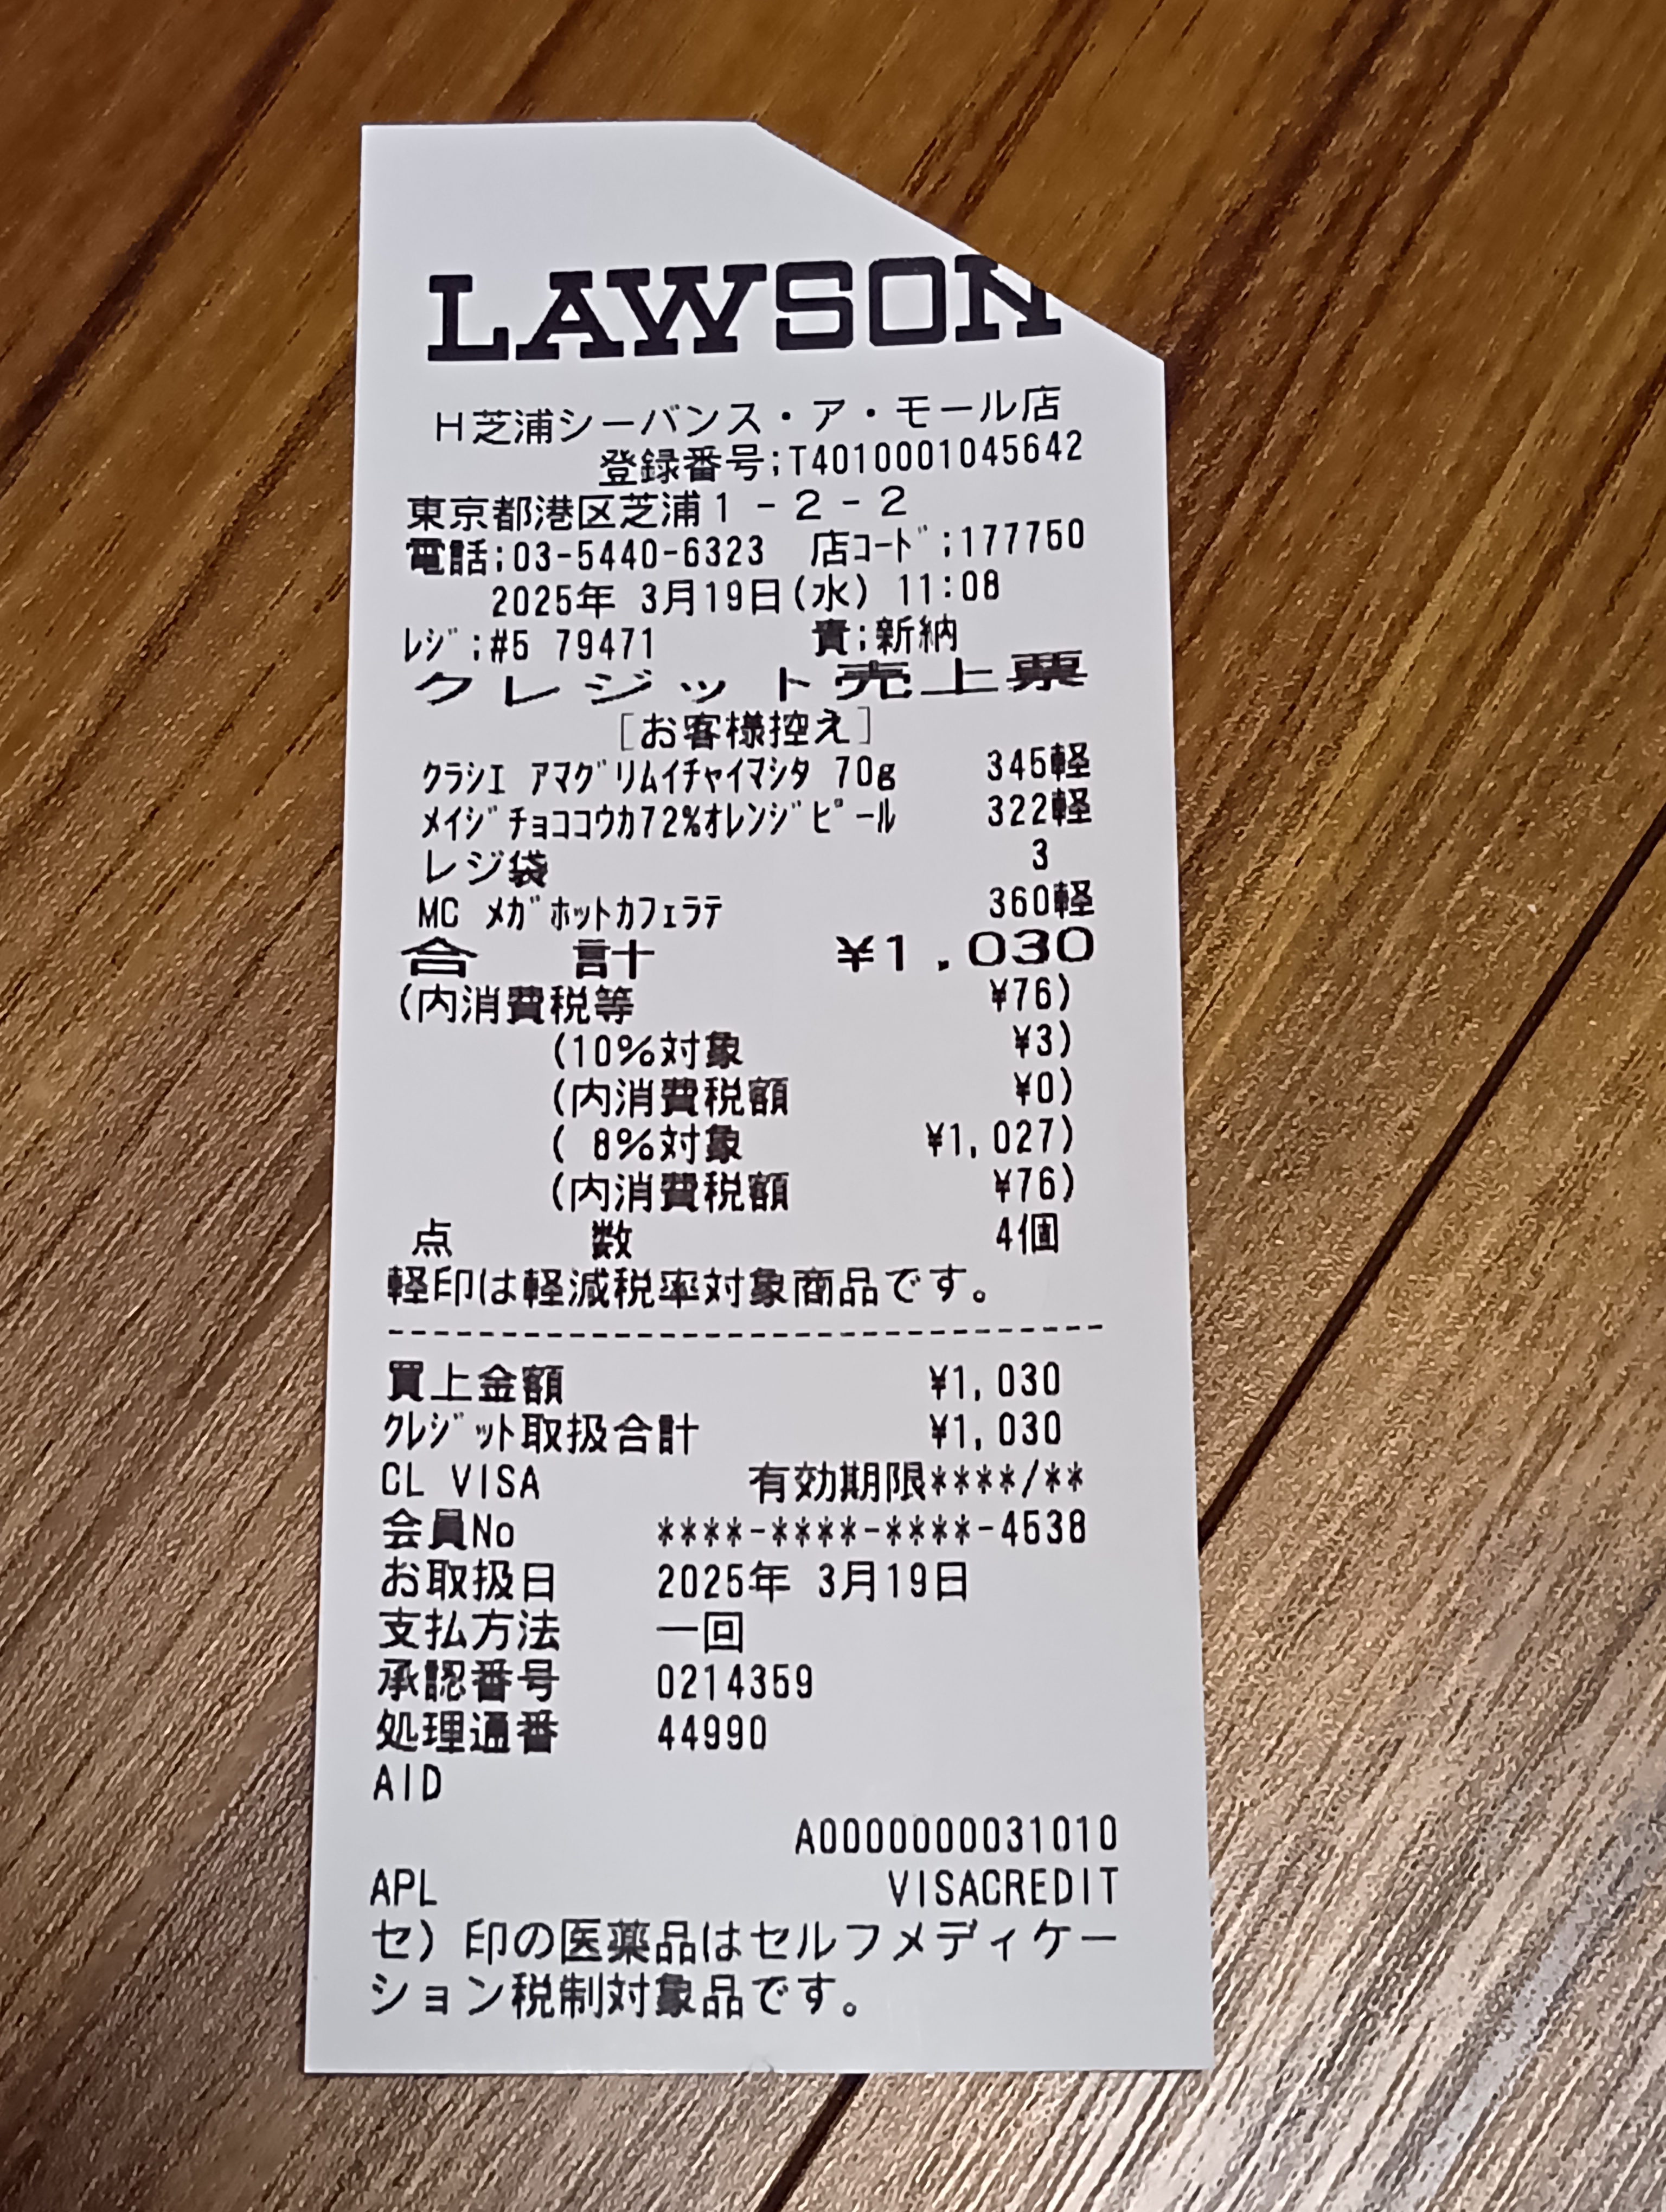 LAWSON
H芝浦シーバンス・ア・モール店
登録番号;T4010001045642
東京都港区芝浦1-2-2
電話;03-5440-6323 店ｺｰﾄﾞ;177750
2025年 3月19日(水) 11:08
ﾚｼﾞ;#5 79471 責;新納
クレジット売上票
[お客様控え]
ｸﾗｼｴ ｱﾏｸﾞﾘﾑｲﾁｬｲﾏｼﾀ 70g 345軽
ﾒｲｼﾞﾁｮｺｺｳｶ72%ｵﾚﾝｼﾞﾋﾟｰﾙ 322軽
レジ袋 3
MC ﾒｶﾞﾎｯﾄｶﾌｪﾗﾃ 360軽
合 計 ¥1,030
(内消費税等 ¥76)
(10%対象 ¥3)
(内消費税額 ¥0)
( 8%対象 ¥1,027)
(内消費税額 ¥76)
点 数 4個
軽印は軽減税率対象商品です。
--------------------------------
買上金額 ¥1,030
ｸﾚｼﾞｯﾄ取扱合計 ¥1,030
CL VISA 有効期限****/**
会員No ****-****-****-4538
お取扱日 2025年 3月19日
支払方法 一回
承認番号 0214359
処理通番 44990
AID
A0000000031010
APL VISACREDIT
セ）印の医薬品はセルフメディケー
ション税制対象品です。